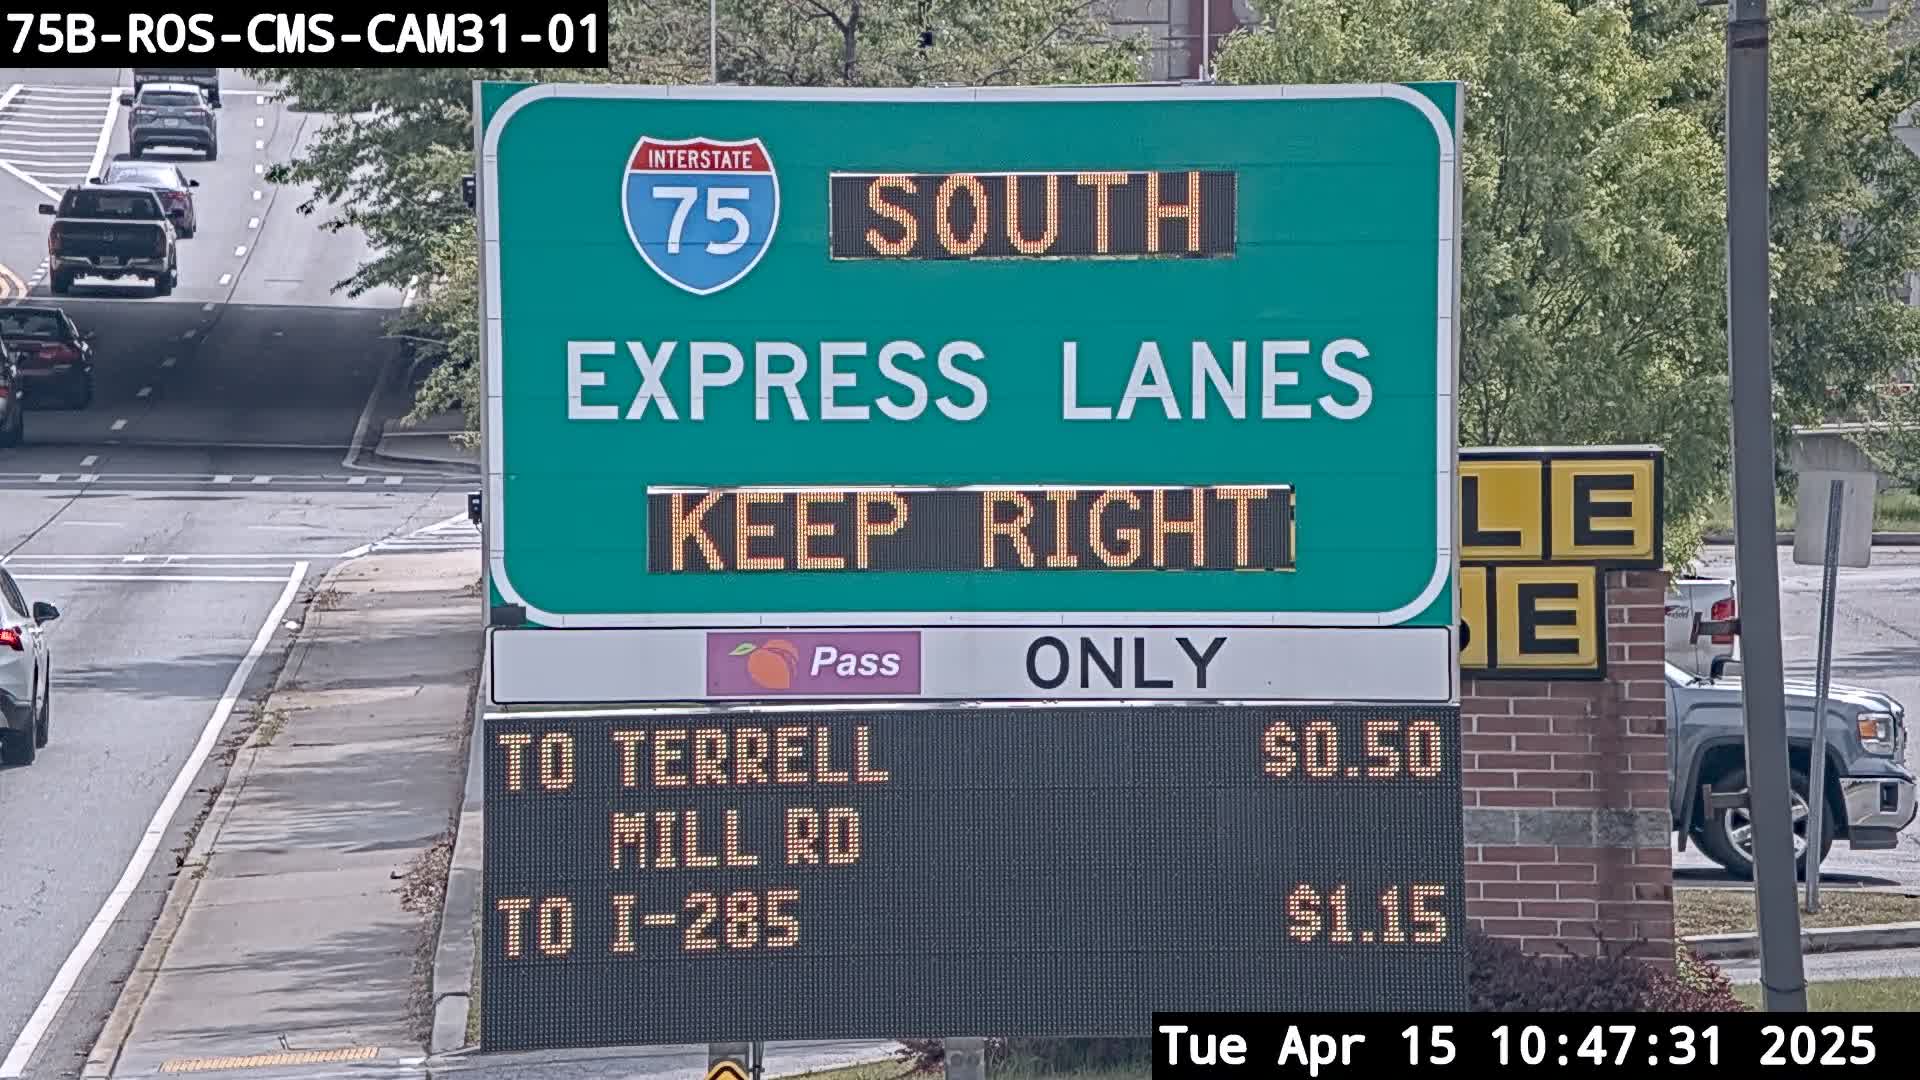 75B-ROS-CMS-CAM31-01
INTERSTATE
75
SOUTH
EXPRESS LANES
KEEP RIGHT
LE
E
Pass ONLY
TO TERRELL $0.50
MILL RD
TO I-285 $1.15
Tue Apr 15 10:47:31 2025